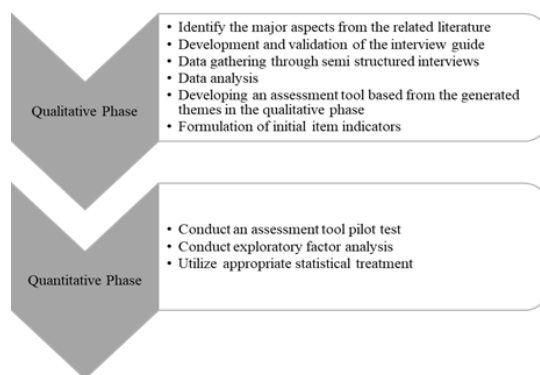 Qualitative Phase
• Identify the major aspects from the related literature
• Development and validation of the interview guide
• Data gathering through semi structured interviews
• Data analysis
• Developing an assessment tool based from the generated
themes in the qualitative phase
• Formulation of initial item indicators
Quantitative Phase
• Conduct an assessment tool pilot test
• Conduct exploratory factor analysis
• Utilize appropriate statistical treatment